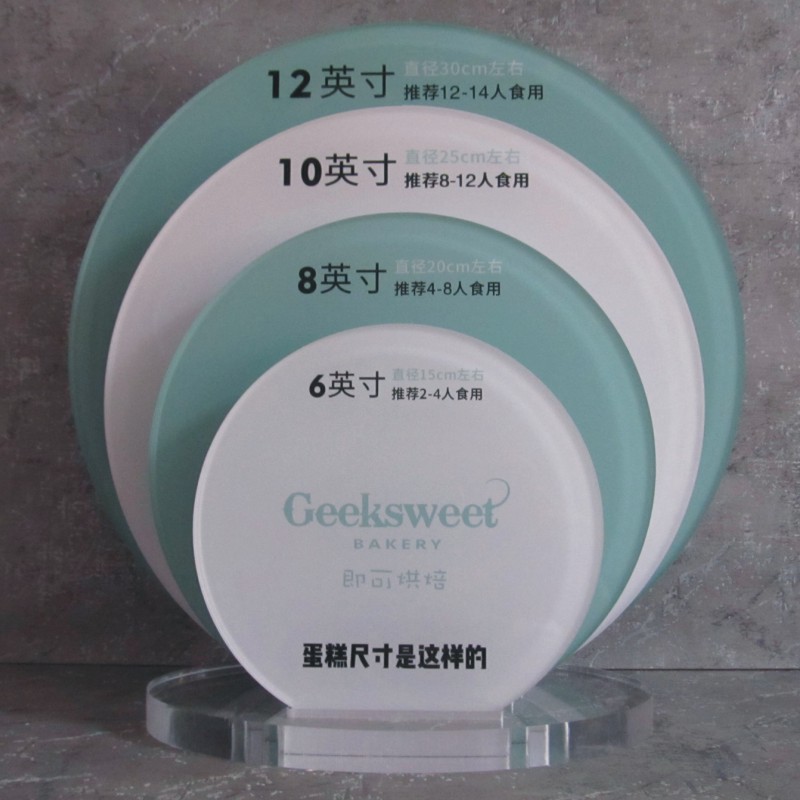 12英寸 直径30cm左右
推荐12-14人食用
10英寸 直径25cm左右
推荐8-12人食用
8英寸 直径20cm左右
推荐4-8人食用
6英寸 直径15cm左右
推荐2-4人食用
Geeksweet
BAKERY
即可烘焙
蛋糕尺寸是这样的